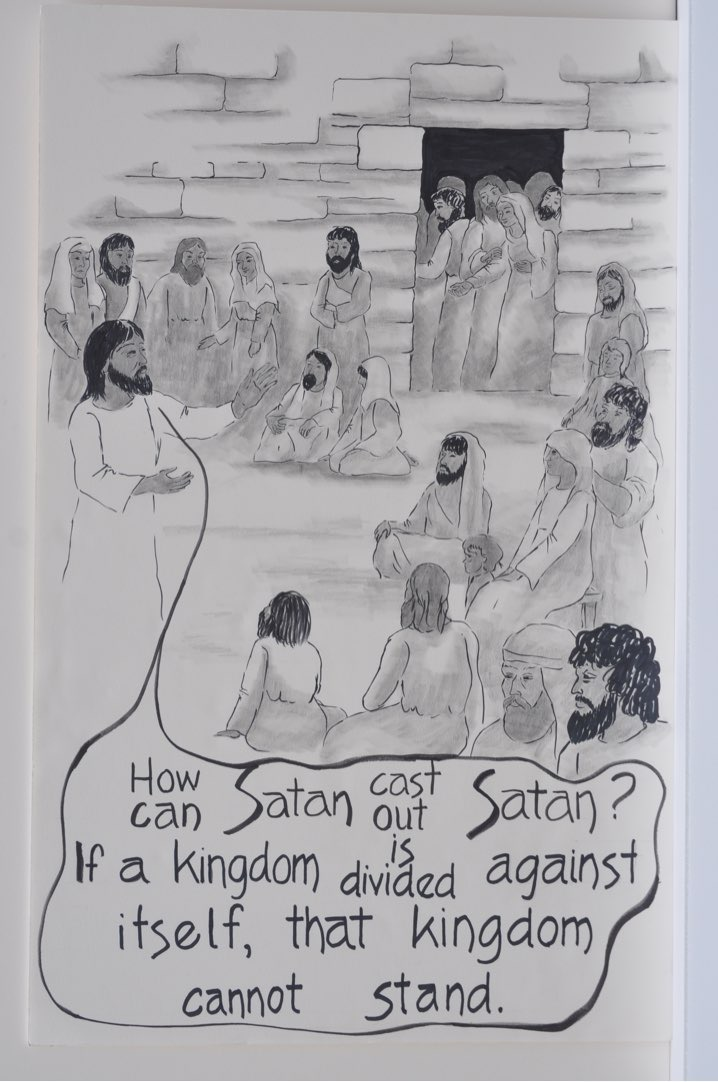 How can Satan cast out Satan?
If a kingdom is divided against
itself, that kingdom
cannot stand.